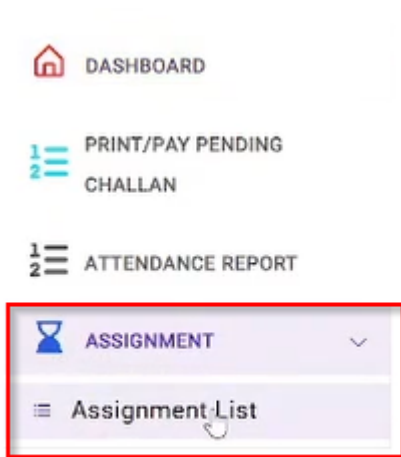 DASHBOARD
PRINT/PAY PENDING
CHALLAN
ATTENDANCE REPORT
ASSIGNMENT
Assignment List